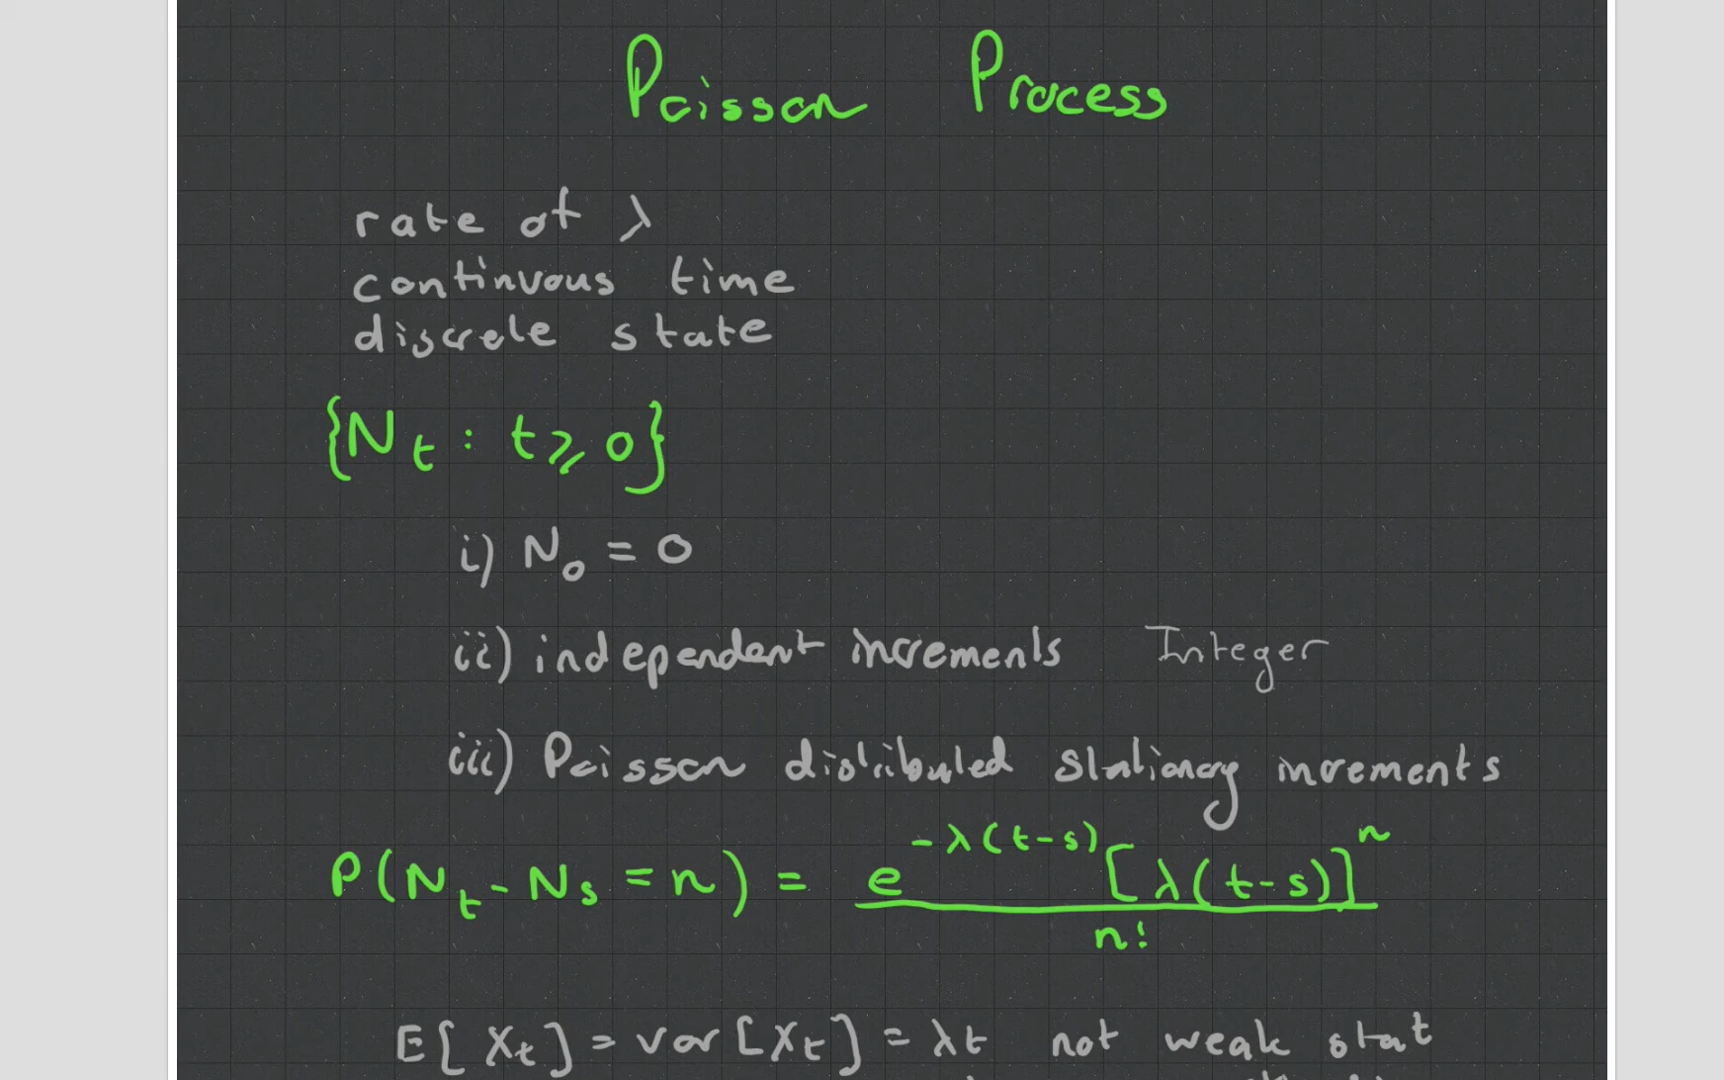 Poisson Process
rate of λ
continuous time
discrete state
{N_t : t ⩾ 0}
i) N_0 = 0
ii) independent increments Integer
iii) Poisson distributed stationary increments
P(N_t - N_s = n) = e^{-λ(t-s)} [λ(t-s)]^n / n!
E[X_t] = var[X_t] = λt not weak stat